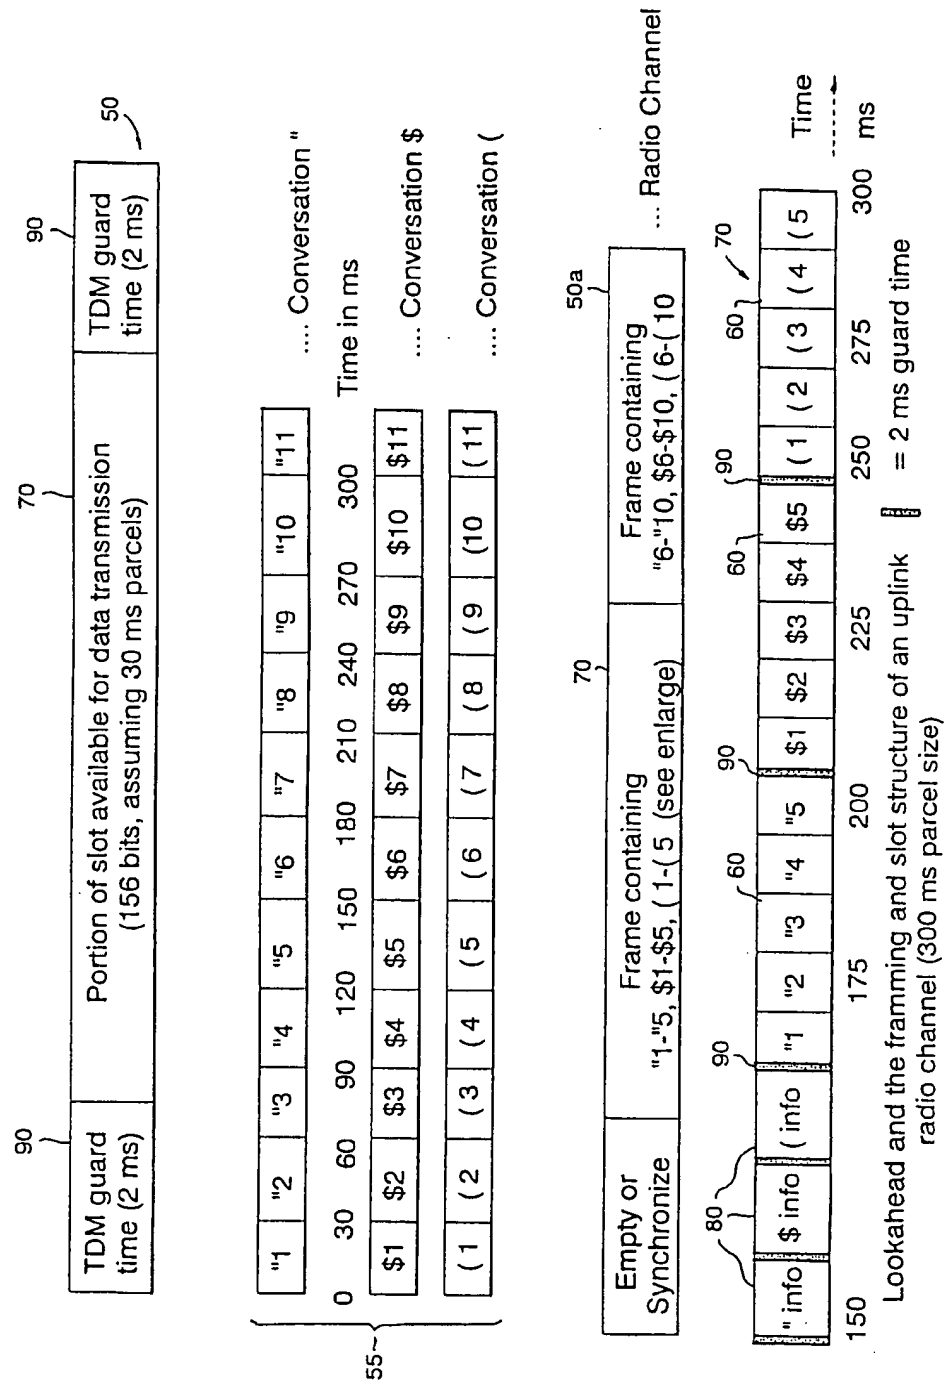 90
70
90
50
TDM guard
time (2 ms)
Portion of slot available for data transmission
(156 bits, assuming 30 ms parcels)
TDM guard
time (2 ms)
"1 "2 "3 "4 "5 "6 "7 "8 "9 "10 "11
.... Conversation "
0 30 60 90 120 150 180 210 240 270 300 Time in ms
$1 $2 $3 $4 $5 $6 $7 $8 $9 $10 $11
.... Conversation $
( 1 ( 2 ( 3 ( 4 ( 5 ( 6 ( 7 ( 8 ( 9 (10 ( 11
.... Conversation (
55
70
50a
Empty or
Synchronize
Frame containing
"1-"5, $1-$5, ( 1-( 5 (see enlarge)
Frame containing
"6-"10, $6-$10, ( 6-( 10
... Radio Channel
80
90
60
90
60
90
60
70
" info $ info ( info "1 "2 "3 "4 "5 $1 $2 $3 $4 $5 ( 1 ( 2 ( 3 ( 4 ( 5
Time
150 175 200 225 250 275 300 ms
Lookahead and the framming and slot structure of an uplink
radio channel (300 ms parcel size)
= 2 ms guard time